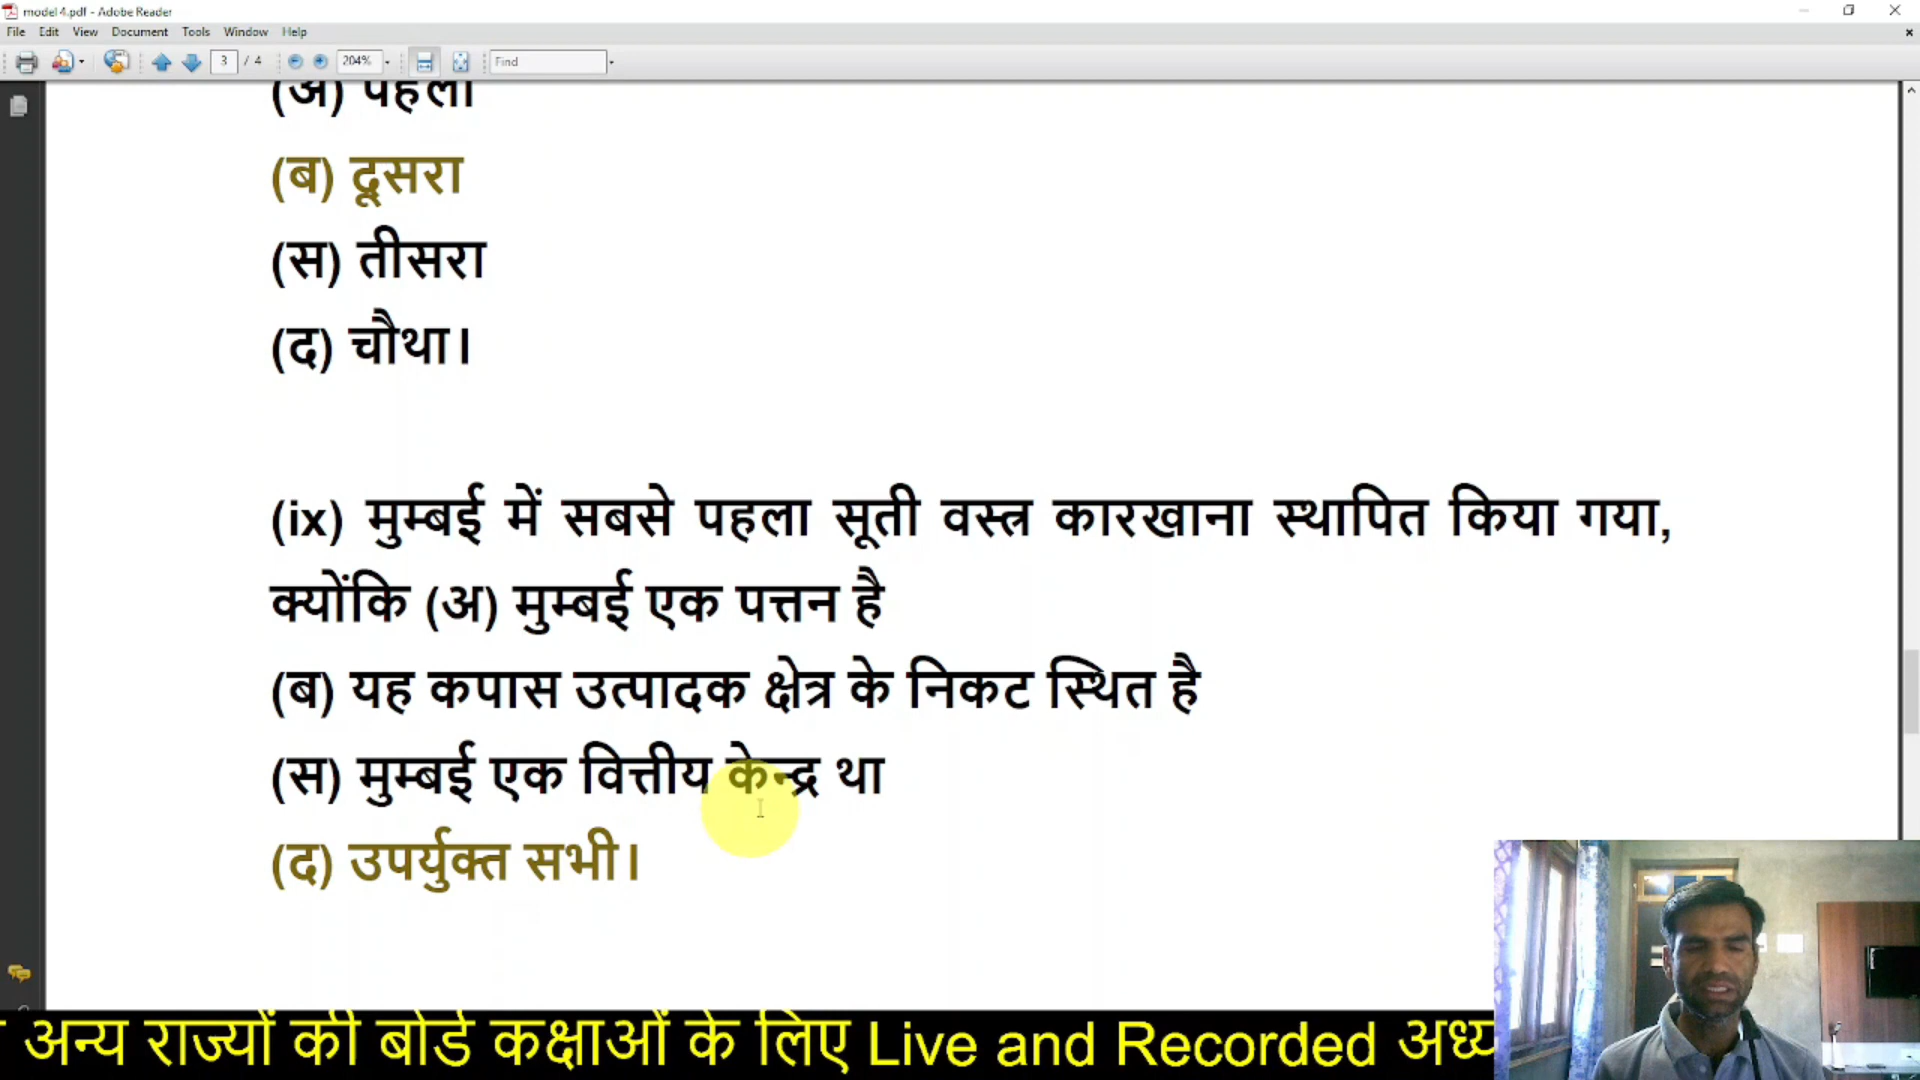 model 4.pdf - Adobe Reader
File Edit View Document Tools Window Help
3 / 4 204% Find
(अ) पहला
(ब) दूसरा
(स) तीसरा
(द) चौथा।
(ix) मुम्बई में सबसे पहला सूती वस्त्र कारखाना स्थापित किया गया,
क्योंकि (अ) मुम्बई एक पत्तन है
(ब) यह कपास उत्पादक क्षेत्र के निकट स्थित है
(स) मुम्बई एक वित्तीय केन्द्र था
(द) उपर्युक्त सभी।
अन्य राज्यों की बोर्ड कक्षाओं के लिए Live and Recorded